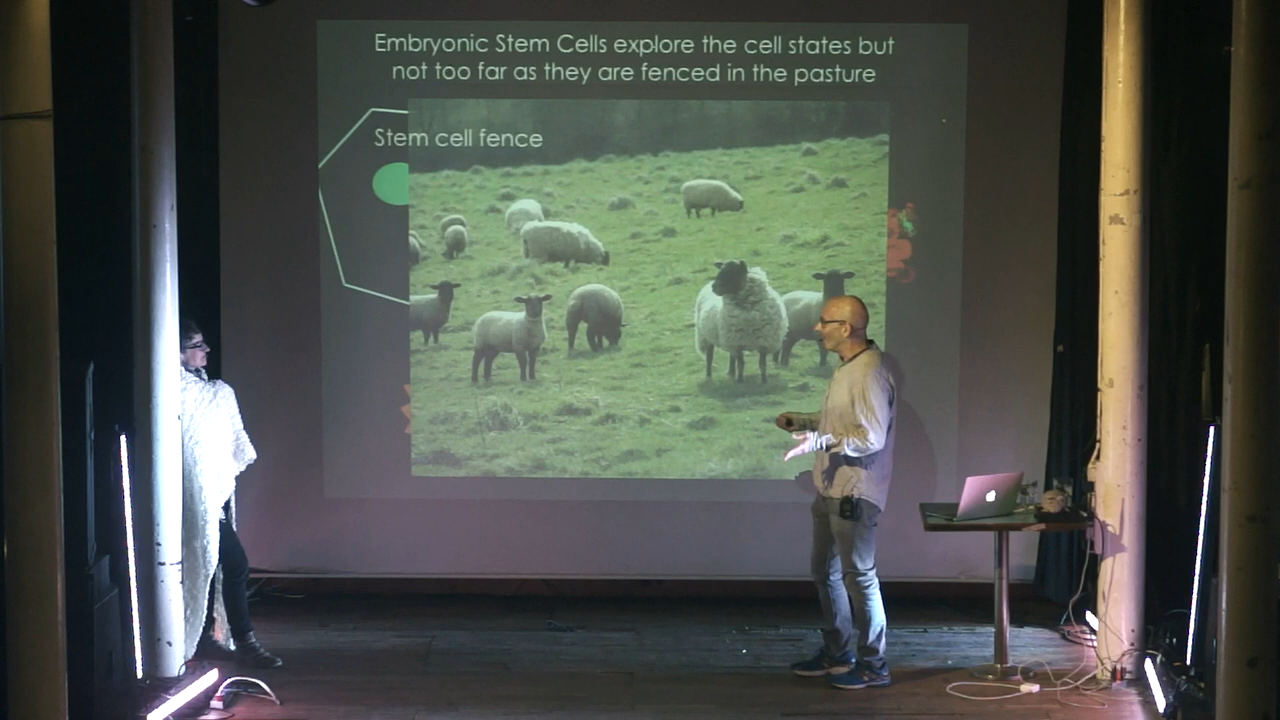 Embryonic Stem Cells explore the cell states but
not too far as they are fenced in the pasture
Stem cell fence